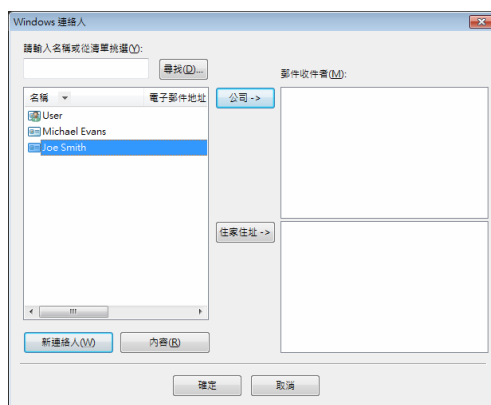 Windows 連絡人
請輸入名稱或從清單挑選(Y):
尋找(D)...
郵件收件者(M):
名稱 電子郵件地址
公司 ->
User
Michael Evans
Joe Smith
住家住址 ->
新連絡人(W) 內容(R)
確定 取消